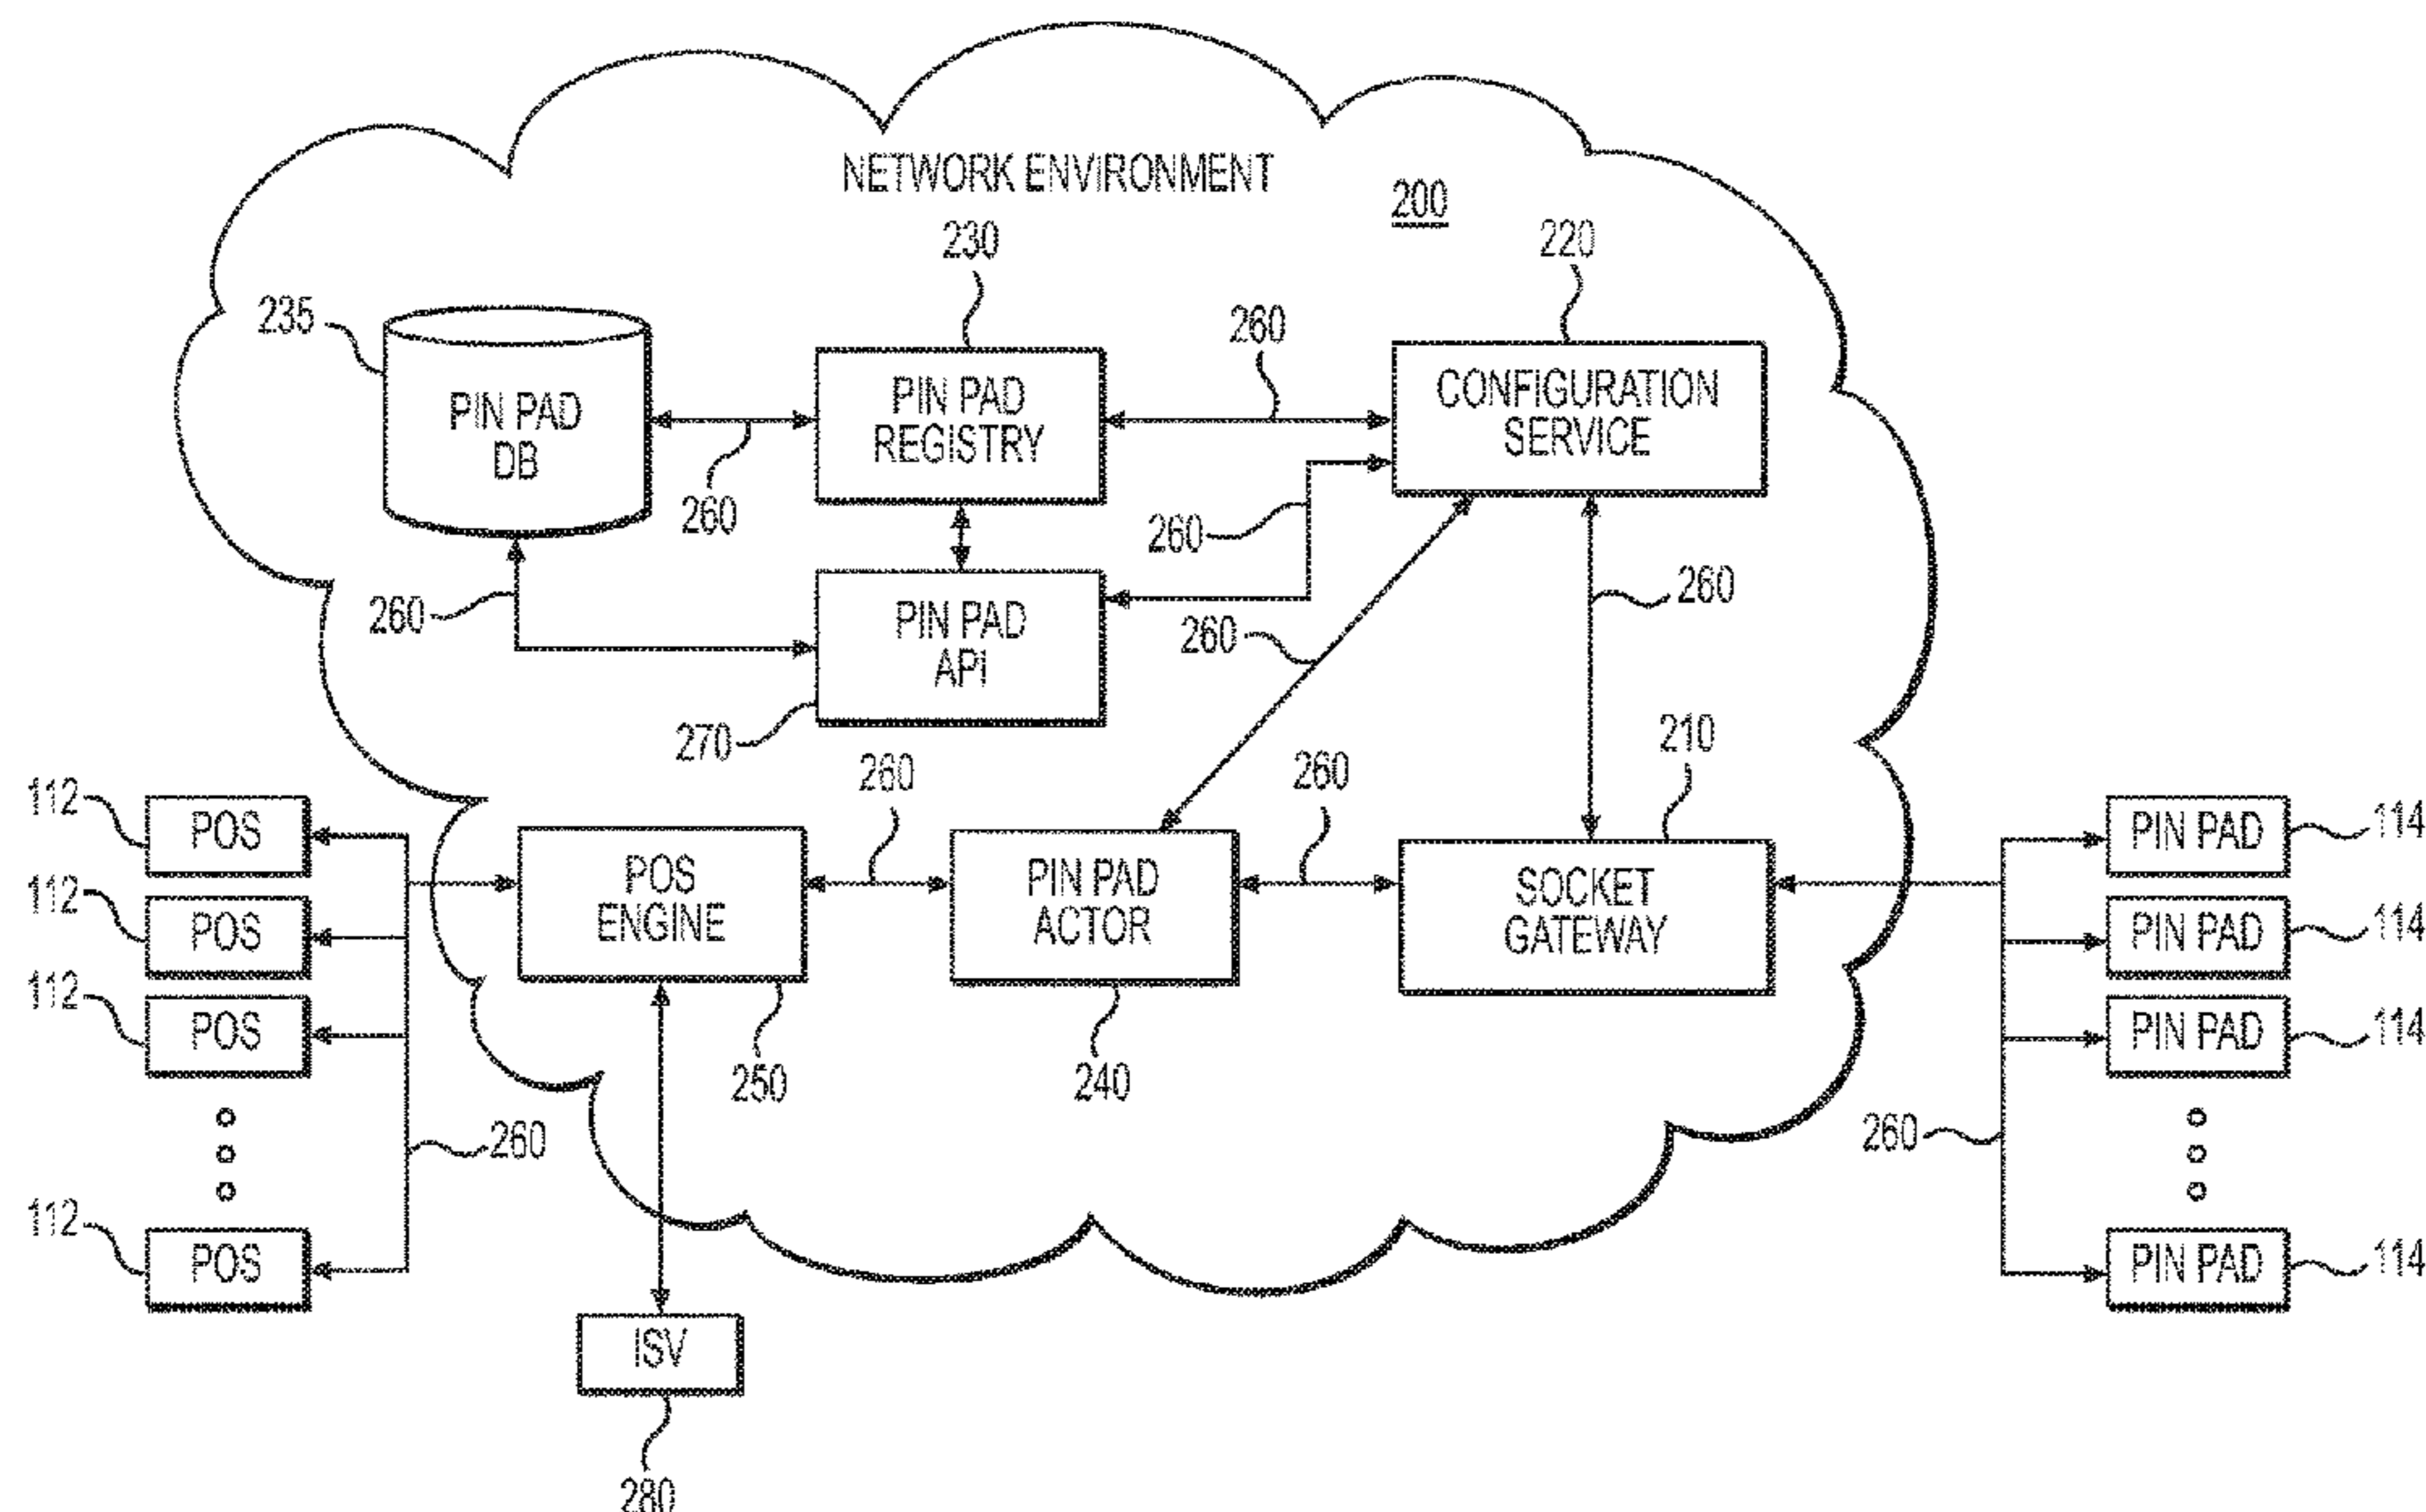 NETWORK ENVIRONMENT
200
230
220
235
260
PIN PAD
DB
PIN PAD
REGISTRY
CONFIGURATION
SERVICE
260
260
260
260
260
PIN PAD
API
270
260
260
210
112
POS
112
POS
112
POS
112
POS
260
POS
ENGINE
250
PIN PAD
ACTOR
240
SOCKET
GATEWAY
PIN PAD
114
PIN PAD
114
PIN PAD
114
260
PIN PAD
114
ISV
280